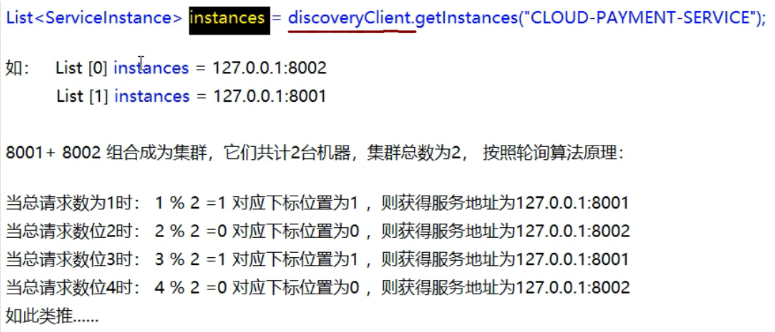 List<ServiceInstance> instances = discoveryClient.getInstances("CLOUD-PAYMENT-SERVICE");
如： List [0] instances = 127.0.0.1:8002
List [1] instances = 127.0.0.1:8001
8001+ 8002 组合成为集群，它们共计2台机器，集群总数为2， 按照轮询算法原理：
当总请求数为1时： 1 % 2 =1 对应下标位置为1 ，则获得服务地址为127.0.0.1:8001
当总请求数位2时： 2 % 2 =0 对应下标位置为0 ，则获得服务地址为127.0.0.1:8002
当总请求数位3时： 3 % 2 =1 对应下标位置为1 ，则获得服务地址为127.0.0.1:8001
当总请求数位4时： 4 % 2 =0 对应下标位置为0 ，则获得服务地址为127.0.0.1:8002
如此类推......